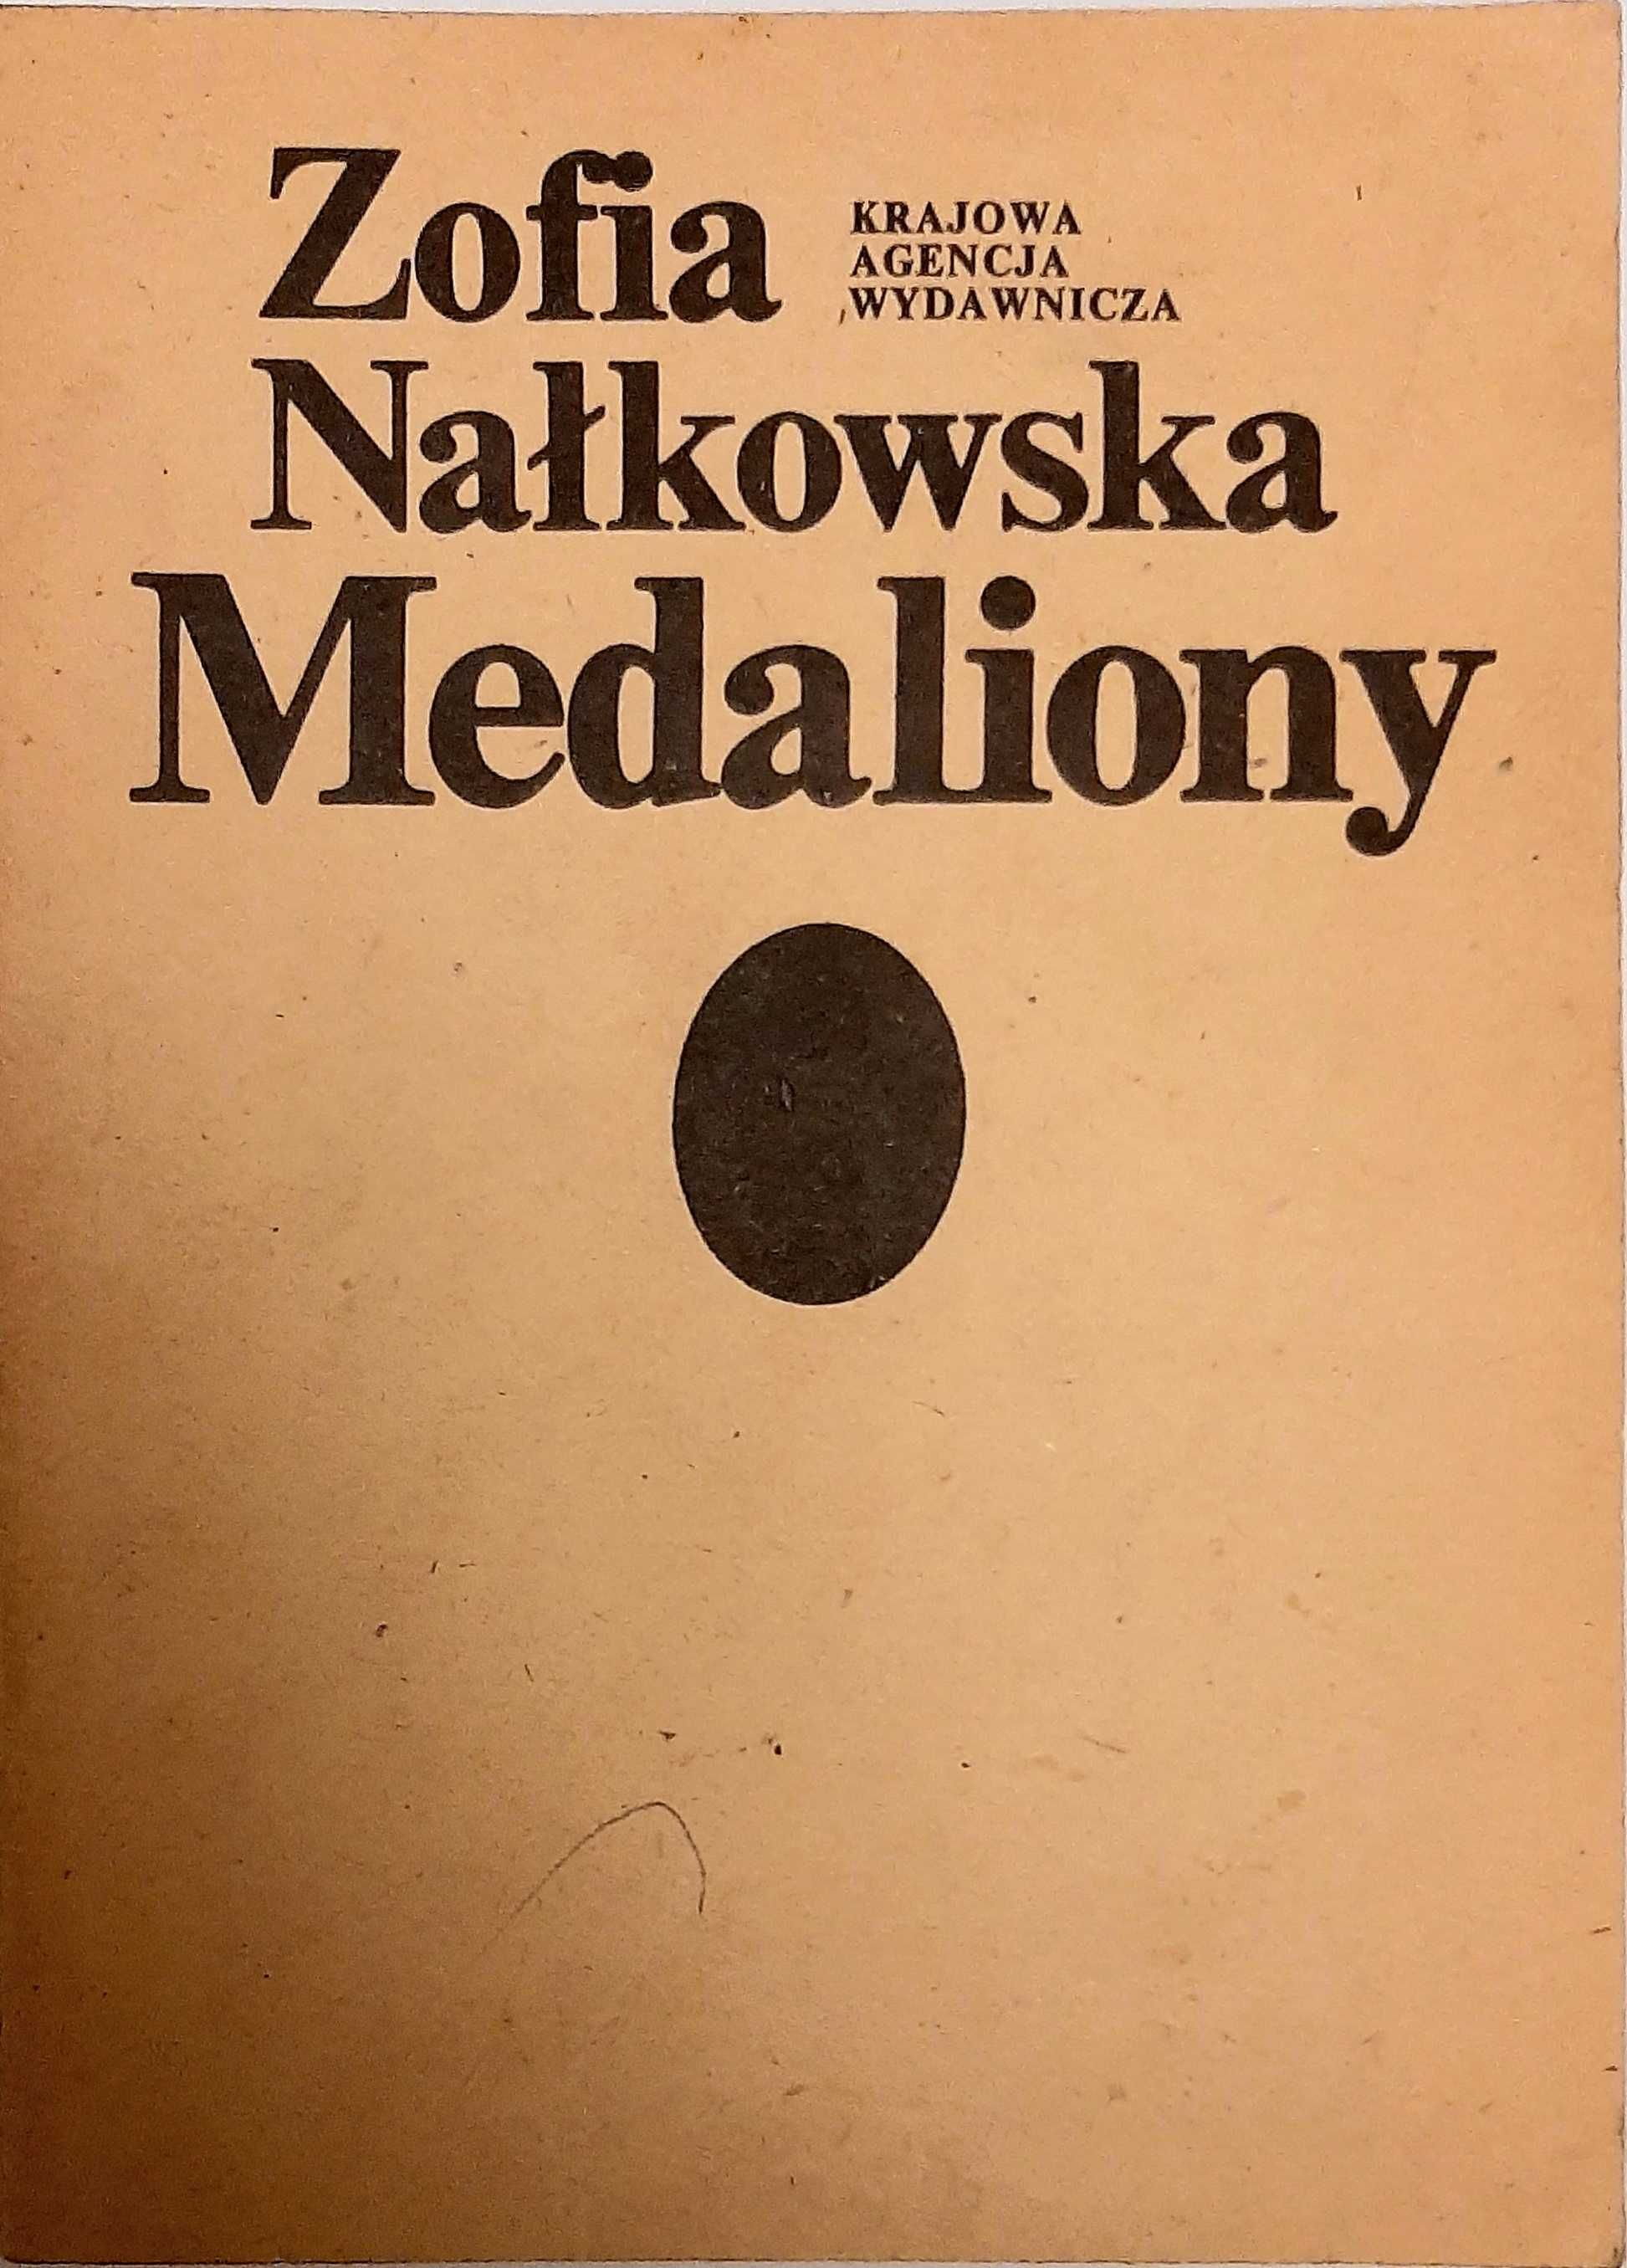 Zofia
KRAJOWA
AGENCJA
WYDAWNICZA
Nałkowska
Medaliony